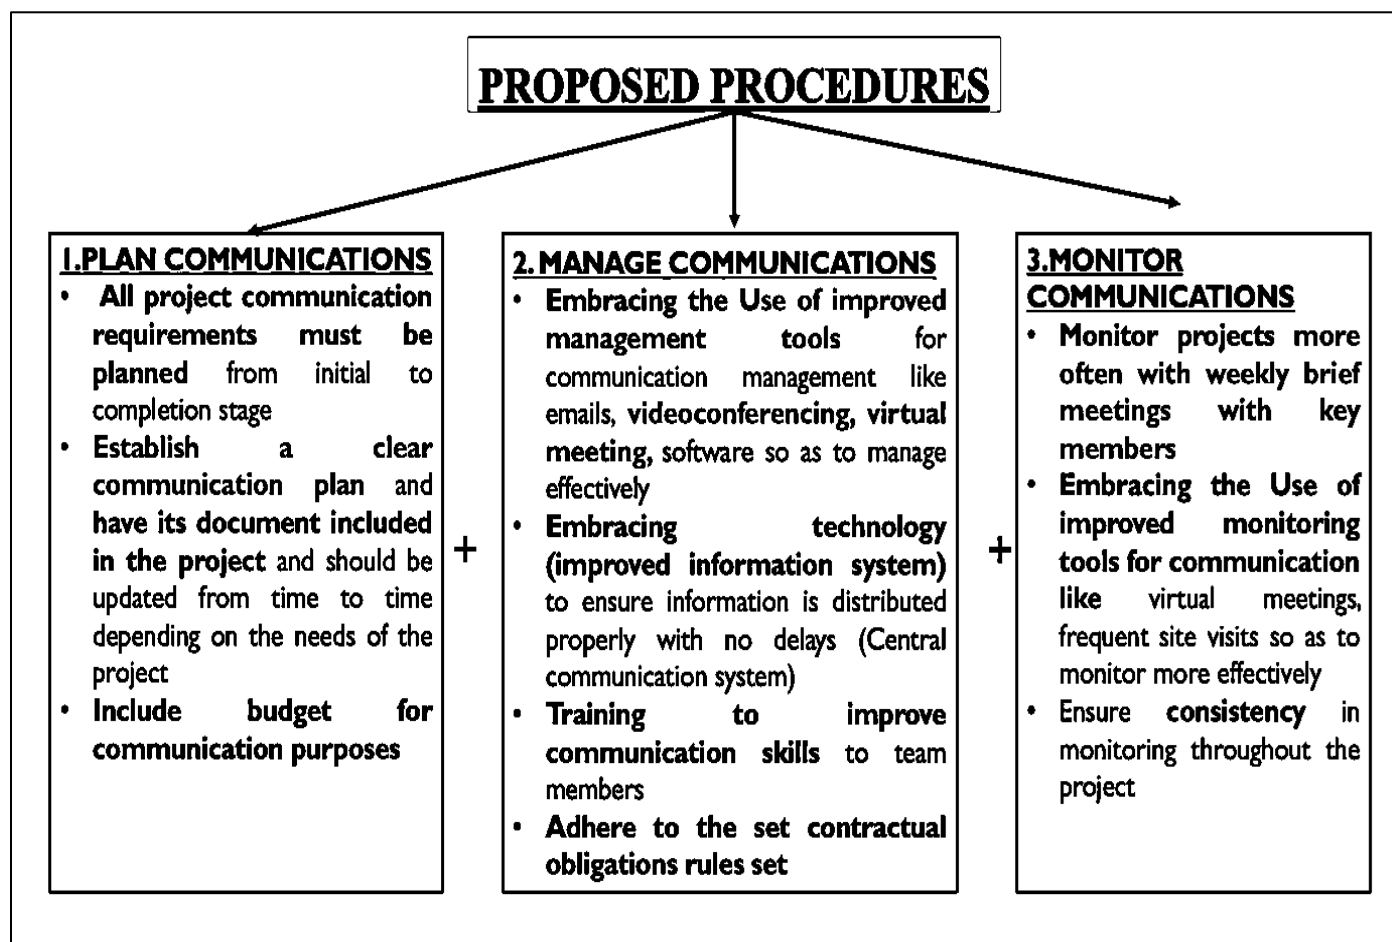 PROPOSED PROCEDURES
1.PLAN COMMUNICATIONS
• All project communication
requirements must be
planned from initial to
completion stage
• Establish a clear
communication plan and
have its document included
in the project and should be
updated from time to time
depending on the needs of the
project
• Include budget for
communication purposes
+
2. MANAGE COMMUNICATIONS
• Embracing the Use of improved
management tools for
communication management like
emails, videoconferencing, virtual
meeting, software so as to manage
effectively
• Embracing technology
(improved information system)
to ensure information is distributed
properly with no delays (Central
communication system)
• Training to improve
communication skills to team
members
• Adhere to the set contractual
obligations rules set
+
3.MONITOR
COMMUNICATIONS
• Monitor projects more
often with weekly brief
meetings with key
members
• Embracing the Use of
improved monitoring
tools for communication
like virtual meetings,
frequent site visits so as to
monitor more effectively
• Ensure consistency in
monitoring throughout the
project